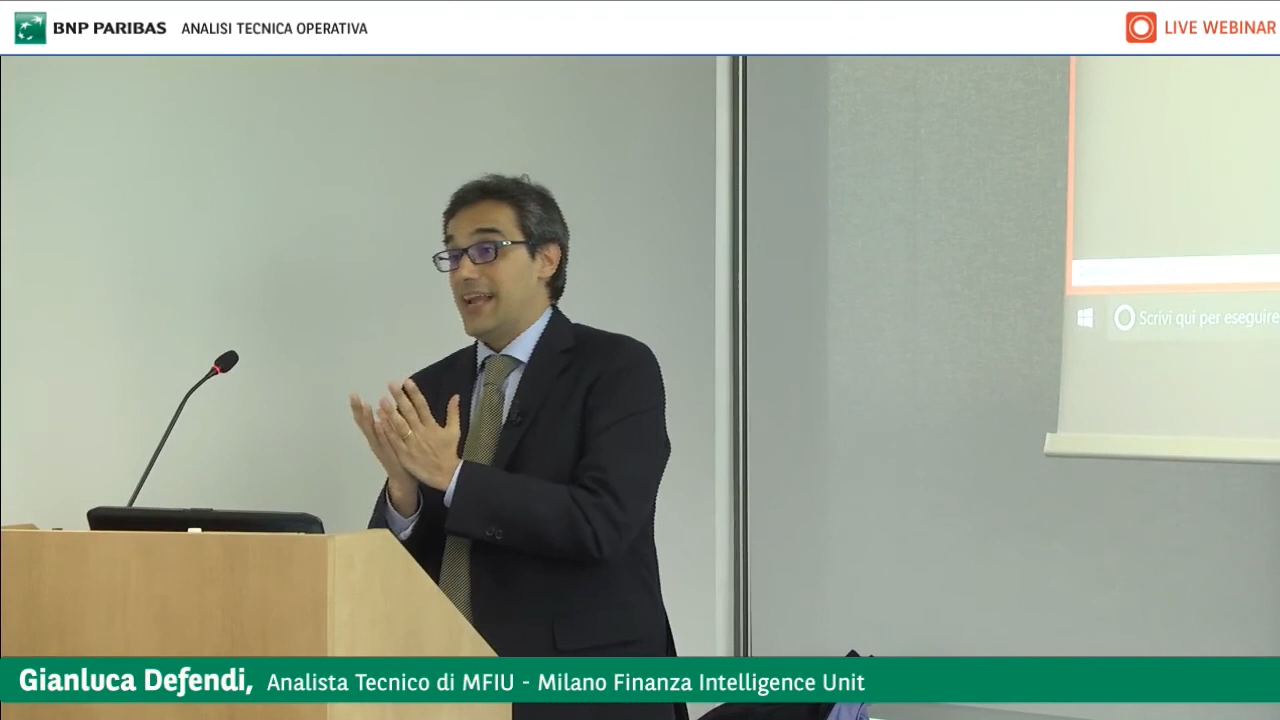 BNP PARIBAS ANALISI TECNICA OPERATIVA
LIVE WEBINAR
Scrivi qui per eseguire
Gianluca Defendi, Analista Tecnico di MFIU - Milano Finanza Intelligence Unit